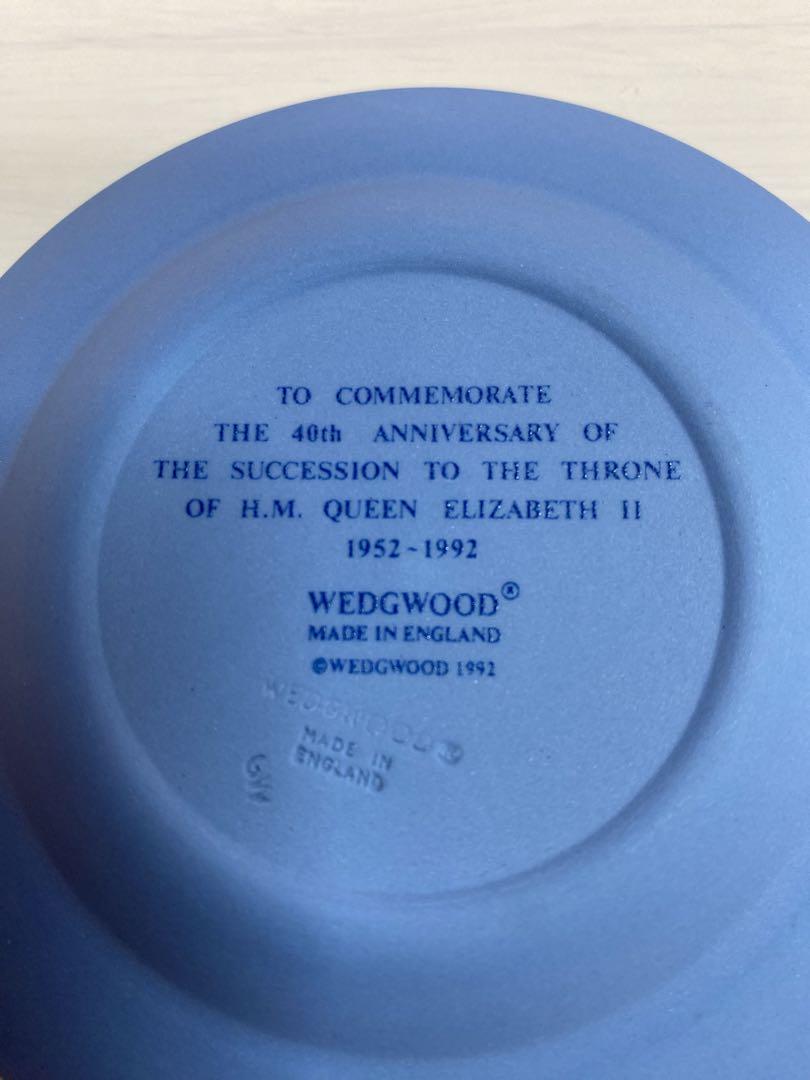 TO COMMEMORATE
THE 40th ANNIVERSARY OF
THE SUCCESSION TO THE THRONE
OF H.M. QUEEN ELIZABETH II
1952-1992
WEDGWOOD®
MADE IN ENGLAND
©WEDGWOOD 1992
WEDGWOOD®
MADE IN
ENGLAND